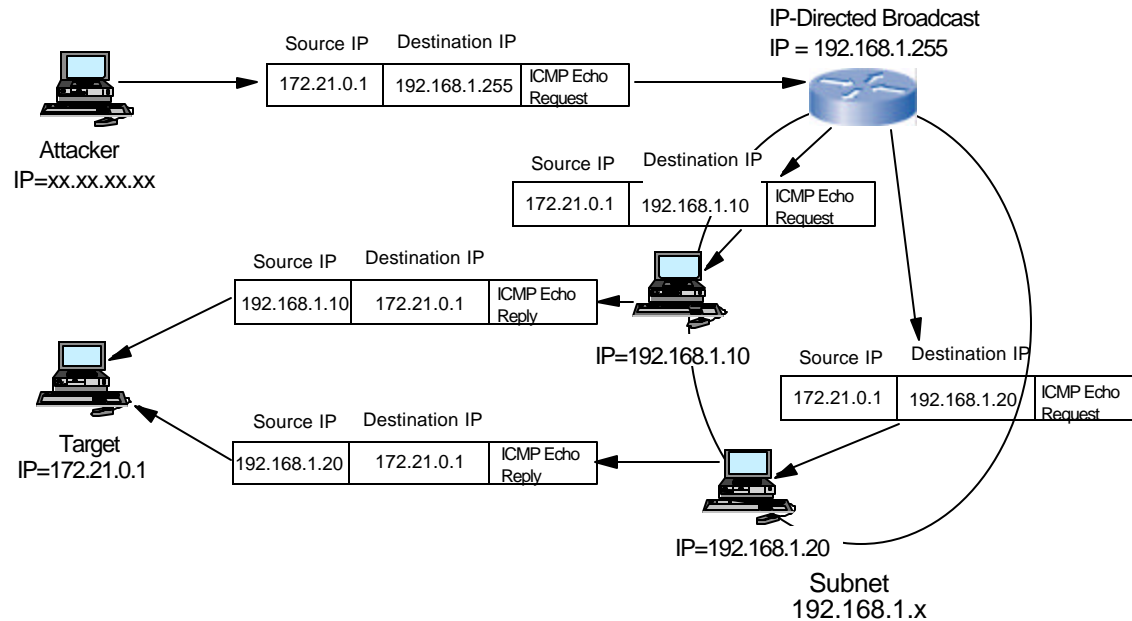 IP-Directed Broadcast
IP = 192.168.1.255
Source IP Destination IP
172.21.0.1 192.168.1.255 ICMP Echo
Request
Attacker
IP=xx.xx.xx.xx
Source IP Destination IP
172.21.0.1 192.168.1.10 ICMP Echo
Request
Source IP Destination IP
192.168.1.10 172.21.0.1 ICMP Echo
Reply
IP=192.168.1.10
Source IP Destination IP
172.21.0.1 192.168.1.20 ICMP Echo
Request
Target
IP=172.21.0.1
Source IP Destination IP
192.168.1.20 172.21.0.1 ICMP Echo
Reply
IP=192.168.1.20
Subnet
192.168.1.x